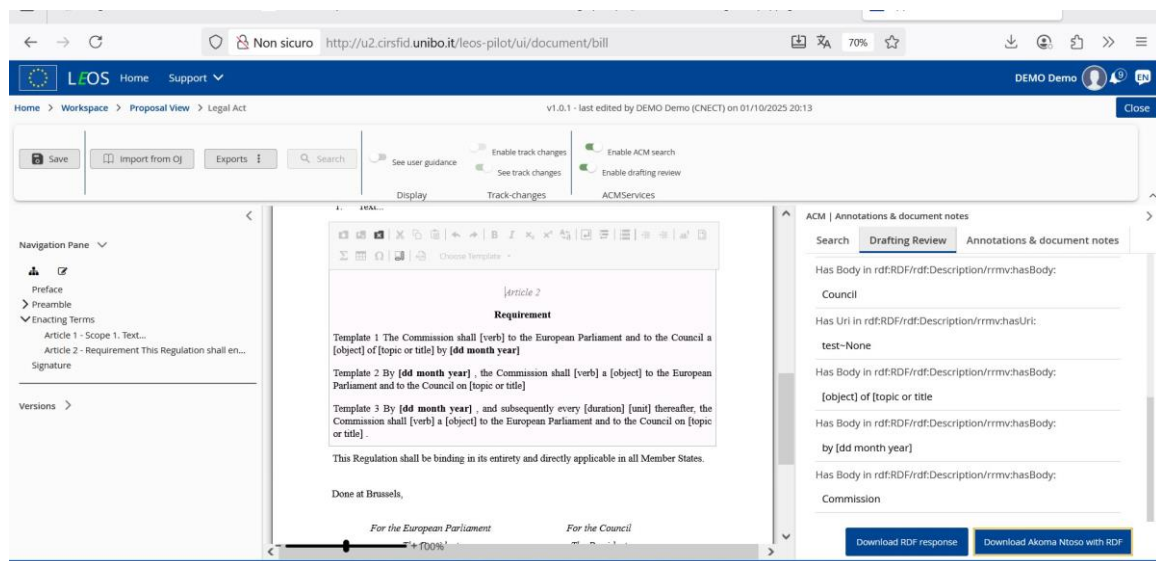 Non sicuro http://u2.cirsfid.unibo.it/leos-pilot/ui/document/bill 70%
LEOS Home Support DEMO Demo 9 EN
Home > Workspace > Proposal View > Legal Act v1.0.1 - last edited by DEMO Demo (CNECT) on 01/10/2025 20:13 Close
Save Import from OJ Exports Search See user guidance Enable track changes See track changes Enable ACM search Enable drafting review
Display Track-changes ACMServices
Navigation Pane
Preface
Preamble
Enacting Terms
Article 1 - Scope 1. Text...
Article 2 - Requirement This Regulation shall en...
Signature
Versions >
1. Text...
Choose Template
Article 2
Requirement
Template 1 The Commission shall [verb] to the European Parliament and to the Council a
[object] of [topic or title] by [dd month year]
Template 2 By [dd month year] , the Commission shall [verb] a [object] to the European
Parliament and to the Council on [topic or title]
Template 3 By [dd month year] , and subsequently every [duration] [unit] thereafter, the
Commission shall [verb] a [object] to the European Parliament and to the Council on [topic
or title] .
This Regulation shall be binding in its entirety and directly applicable in all Member States.
Done at Brussels,
For the European Parliament For the Council
+100%
ACM | Annotations & document notes
Search Drafting Review Annotations & document notes
Has Body in rdf:RDF/rdf:Description/rrmv:hasBody:
Council
Has Uri in rdf:RDF/rdf:Description/rrmv:hasUri:
test~None
Has Body in rdf:RDF/rdf:Description/rrmv:hasBody:
[object] of [topic or title
Has Body in rdf:RDF/rdf:Description/rrmv:hasBody:
by [dd month year]
Has Body in rdf:RDF/rdf:Description/rrmv:hasBody:
Commission
Download RDF response Download Akoma Ntoso with RDF